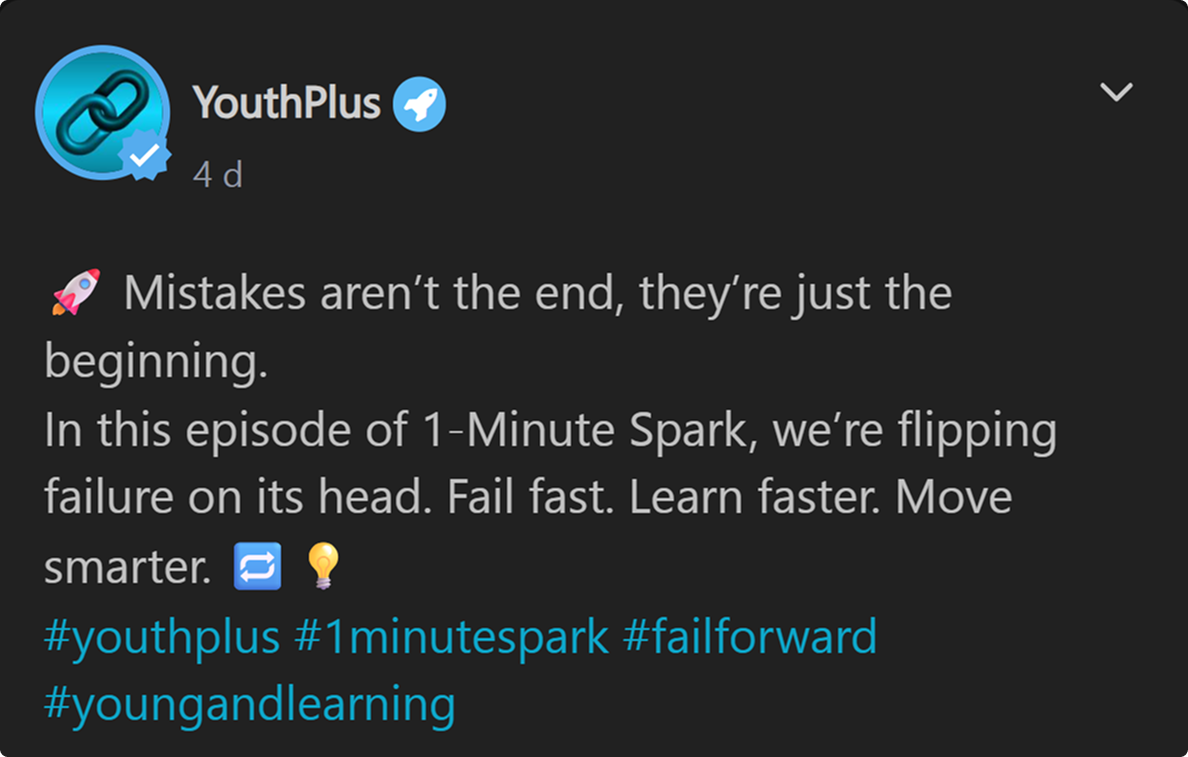 YouthPlus
4 d
🚀 Mistakes aren’t the end, they’re just the
beginning.
In this episode of 1-Minute Spark, we’re flipping
failure on its head. Fail fast. Learn faster. Move
smarter. 🔁 💡
#youthplus #1minutespark #failforward
#youngandlearning